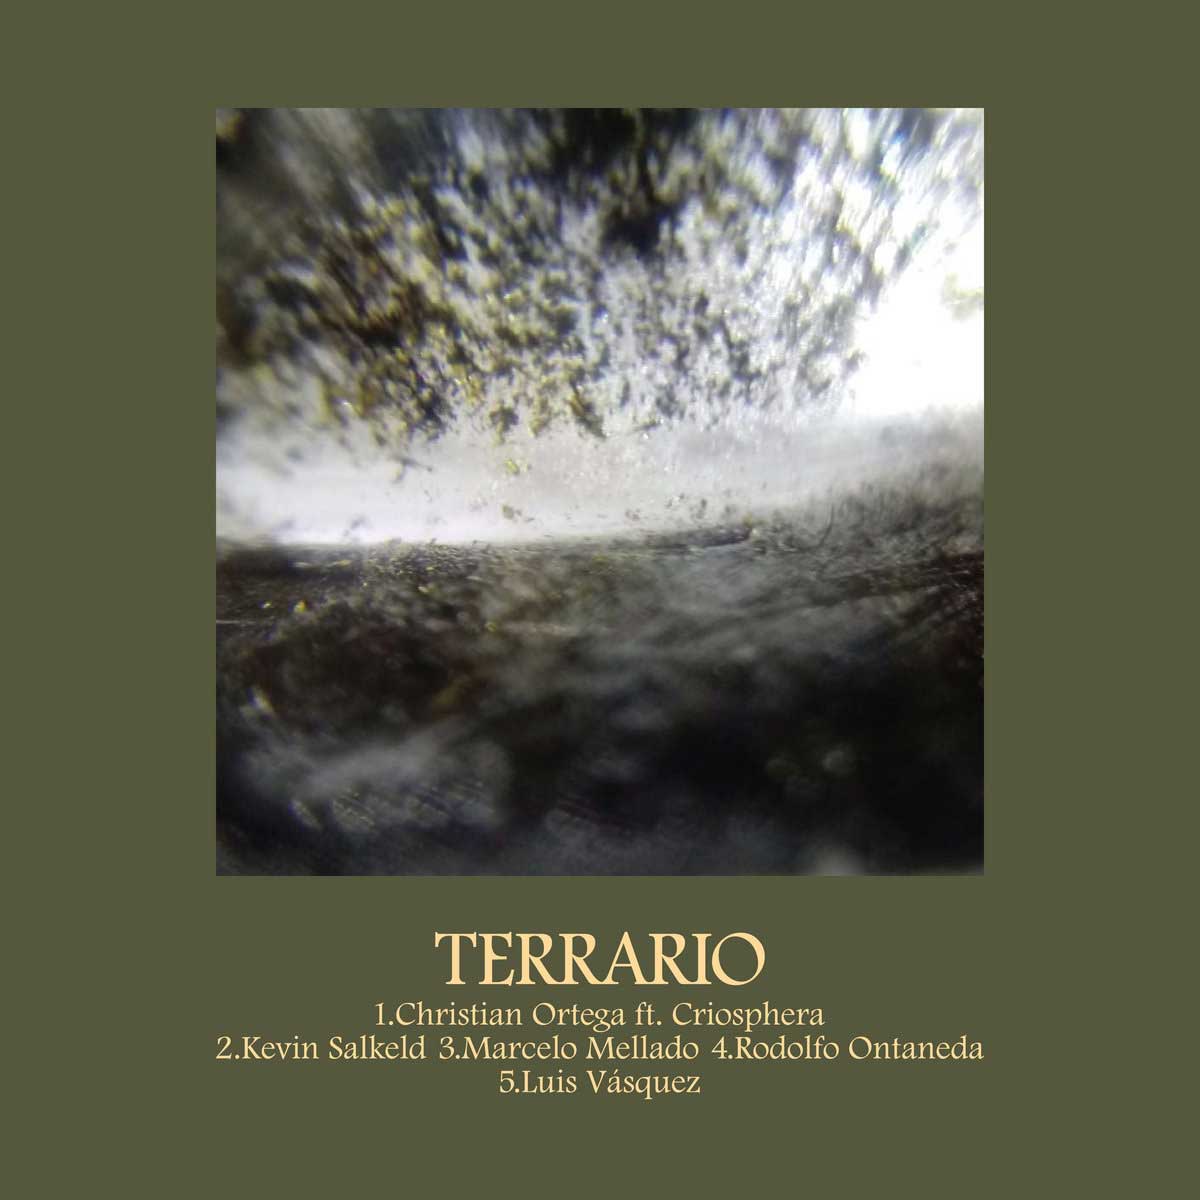 TERRARIO
1.Christian Ortega ft. Criosphera
2.Kevin Salkeld 3.Marcelo Mellado 4.Rodolfo Ontaneda
5.Luis Vásquez